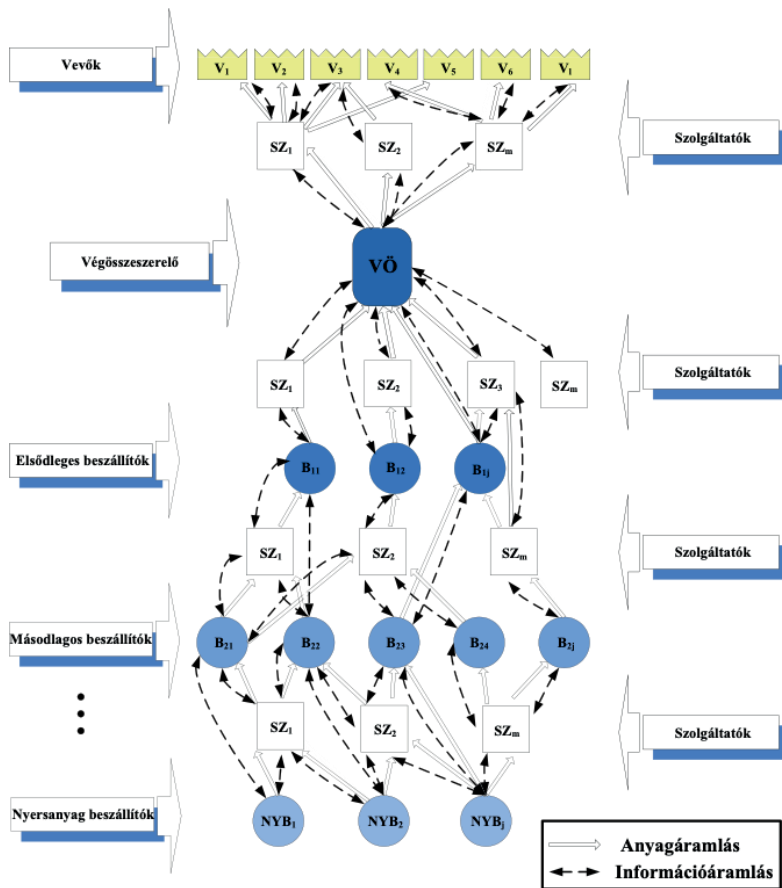 Vevők
V₁ V₂ V₃ V₄ V₅ V₆ V₁
SZ₁ SZ₂ SZₘ
Szolgáltatók
Végösszeszerelő
VÖ
SZ₁ SZ₂ SZ₃ SZₘ
Szolgáltatók
Elsődleges beszállítók
B₁₁ B₁₂ B₁ⱼ
SZ₁ SZ₂ SZₘ
Szolgáltatók
Másodlagos beszállítók
B₂₁ B₂₂ B₂₃ B₂₄ B₂ⱼ
SZ₁ SZ₂ SZₘ
Szolgáltatók
Nyersanyag beszállítók
NYB₁ NYB₂ NYBⱼ
Anyagáramlás
Információáramlás